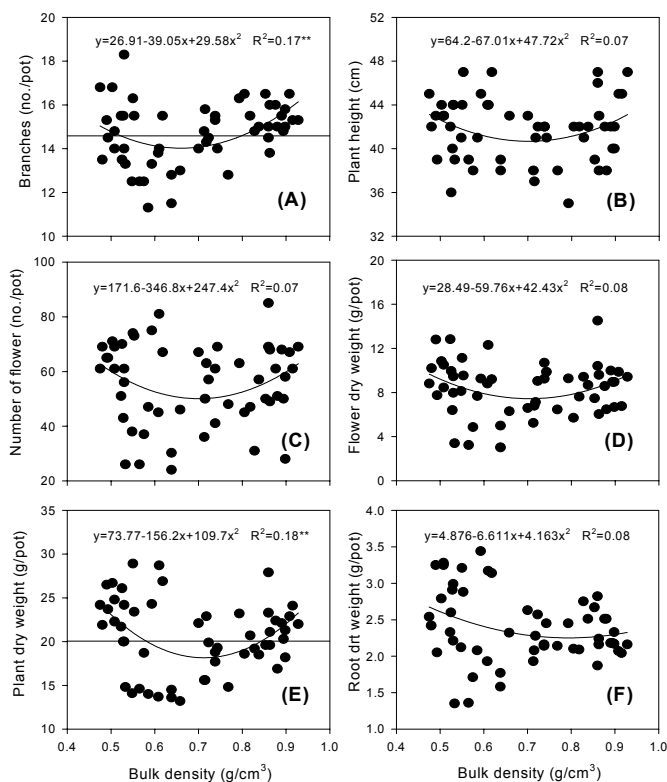 y=26.91-39.05x+29.58x² R²=0.17**
Branches (no./pot)
20
18
16
14
12
10
(A)
y=64.2-67.01x+47.72x² R²=0.07
Plant height (cm)
52
48
44
40
36
32
(B)
y=171.6-346.8x+247.4x² R²=0.07
Number of flower (no./pot)
100
80
60
40
20
(C)
y=28.49-59.76x+42.43x² R²=0.08
Flower dry weight (g/pot)
20
16
12
8
4
0
(D)
y=73.77-156.2x+109.7x² R²=0.18**
Plant dry weight (g/pot)
35
30
25
20
15
10
(E)
0.4 0.5 0.6 0.7 0.8 0.9 1.0
Bulk density (g/cm³)
y=4.876-6.611x+4.163x² R²=0.08
Root drt weight (g/pot)
4.0
3.5
3.0
2.5
2.0
1.5
1.0
(F)
0.4 0.5 0.6 0.7 0.8 0.9 1.0
Bulk density (g/cm³)